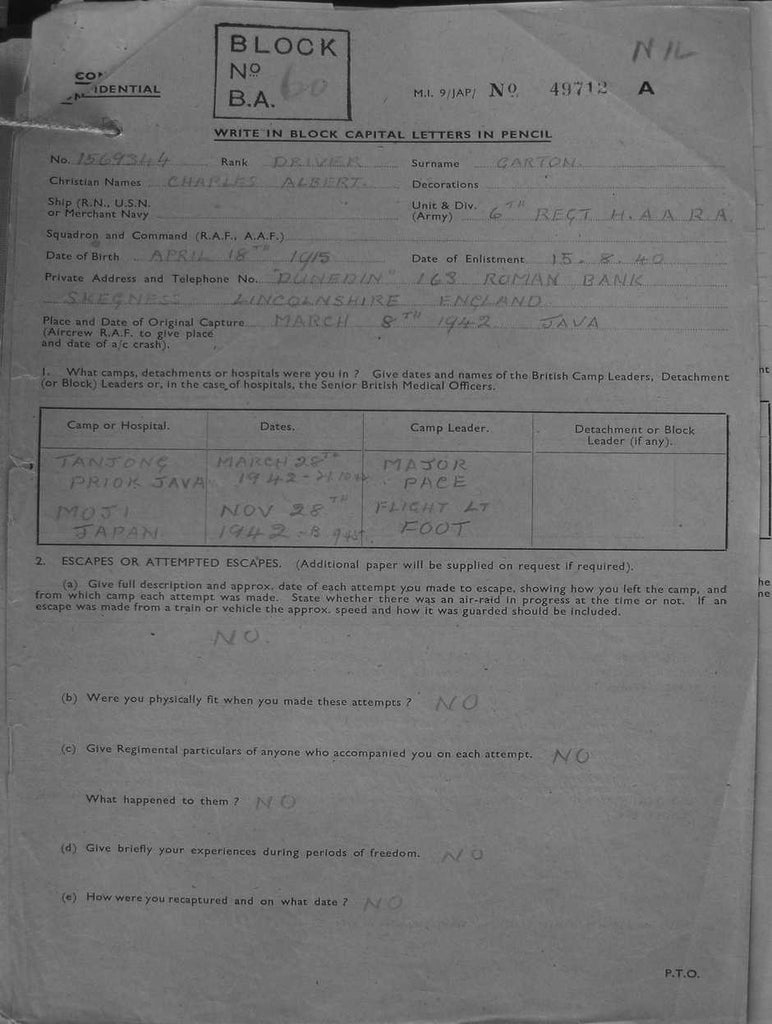 NIL
BLOCK
Nº 60
B.A.
CO
IDENTIAL
M.I. 9/JAP/ Nº 49712 A
WRITE IN BLOCK CAPITAL LETTERS IN PENCIL
No. 1569344 Rank DRIVER Surname GARTON.
Christian Names CHARLES ALBERT. Decorations
Ship (R.N., U.S.N.
or Merchant Navy
Unit & Div.
(Army) 6TH REGT H.A.A R.A.
Squadron and Command (R.A.F., A.A.F.)
Date of Birth APRIL 18TH 1915 Date of Enlistment 15.8.40
Private Address and Telephone No. "DUNEDIN" 163 ROMAN BANK
SKEGNESS LINCOLNSHIRE ENGLAND
Place and Date of Original Capture MARCH 8TH 1942 JAVA
(Aircrew R.A.F. to give place
and date of a/c crash).
1. What camps, detachments or hospitals were you in ? Give dates and names of the British Camp Leaders, Detachment
(or Block) Leaders or, in the case of hospitals, the Senior British Medical Officers.
Camp or Hospital. Dates. Camp Leader. Detachment or Block
Leader (if any).
TANJONG MARCH 28TH MAJOR
PRIOK JAVA 1942 PACE
MOJI NOV 28TH FLIGHT LT
JAPAN 1942 FOOT
2. ESCAPES OR ATTEMPTED ESCAPES. (Additional paper will be supplied on request if required).
(a) Give full description and approx. date of each attempt you made to escape, showing how you left the camp, and
from which camp each attempt was made. State whether there was an air-raid in progress at the time or not. If an
escape was made from a train or vehicle the approx. speed and how it was guarded should be included.
NO.
(b) Were you physically fit when you made these attempts ? NO
(c) Give Regimental particulars of anyone who accompanied you on each attempt. NO
What happened to them ? NO
(d) Give briefly your experiences during periods of freedom. NO
(e) How were you recaptured and on what date ? NO
P.T.O.